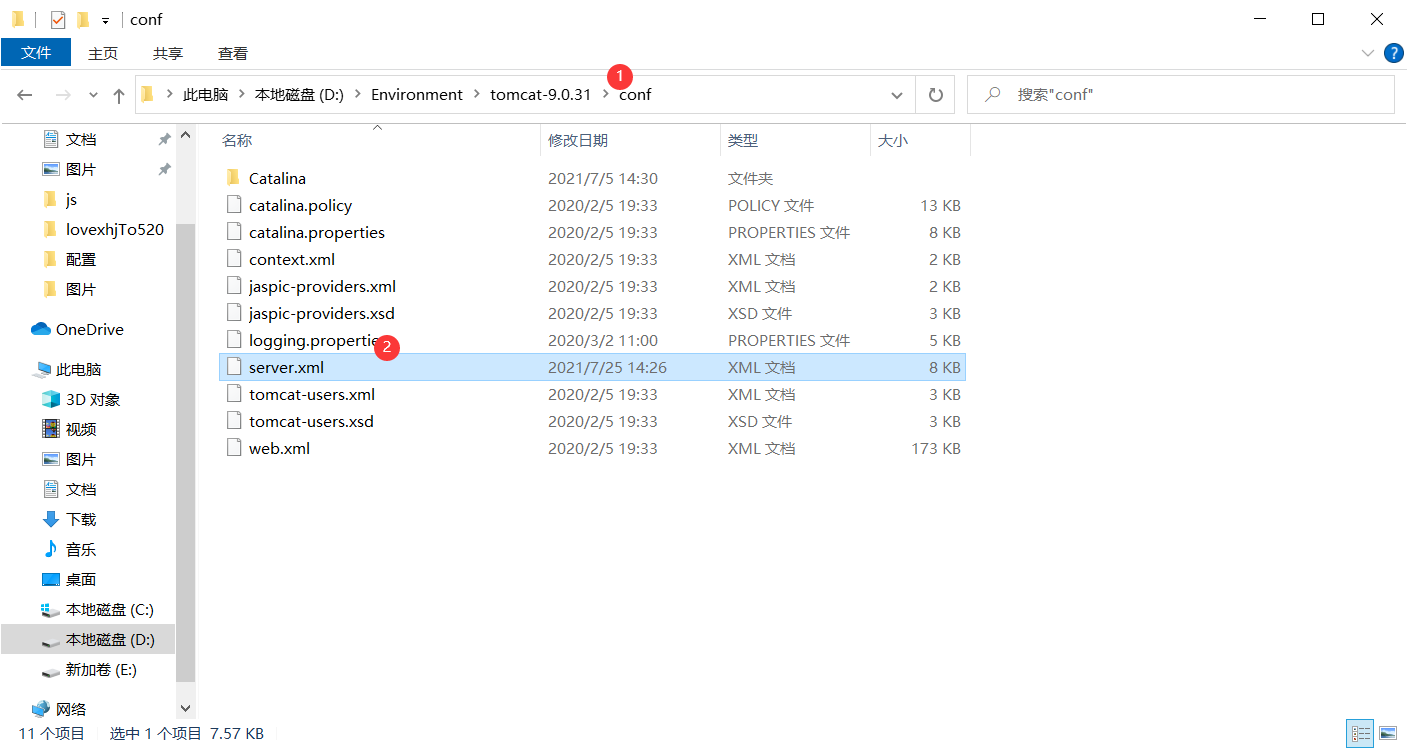 conf
文件 主页 共享 查看
?
1
此电脑 本地磁盘 (D:) Environment tomcat-9.0.31 conf 搜索"conf"
名称 修改日期 类型 大小
文档
图片
js
lovexhjTo520
配置
图片
OneDrive
此电脑
3D 对象
视频
图片
文档
下载
音乐
桌面
本地磁盘 (C:)
本地磁盘 (D:)
新加卷 (E:)
网络
Catalina 2021/7/5 14:30 文件夹
catalina.policy 2020/2/5 19:33 POLICY 文件 13 KB
catalina.properties 2020/2/5 19:33 PROPERTIES 文件 8 KB
context.xml 2020/2/5 19:33 XML 文档 2 KB
jaspic-providers.xml 2020/2/5 19:33 XML 文档 2 KB
jaspic-providers.xsd 2020/2/5 19:33 XSD 文件 3 KB
logging.propertie 2020/3/2 11:00 PROPERTIES 文件 5 KB
2
server.xml 2021/7/25 14:26 XML 文档 8 KB
tomcat-users.xml 2020/2/5 19:33 XML 文档 3 KB
tomcat-users.xsd 2020/2/5 19:33 XSD 文件 3 KB
web.xml 2020/2/5 19:33 XML 文档 173 KB
11 个项目 选中 1 个项目 7.57 KB